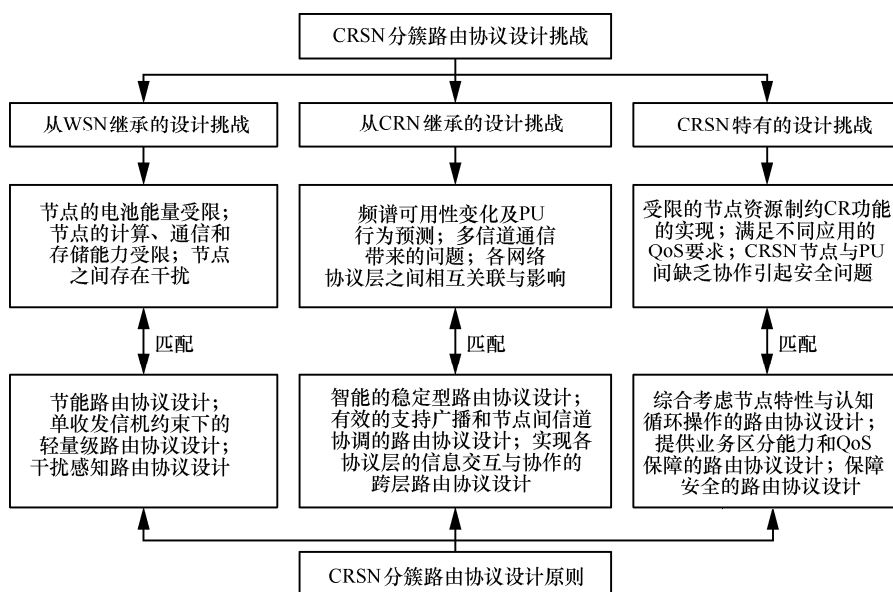 CRSN分簇路由协议设计挑战
从WSN继承的设计挑战
从CRN继承的设计挑战
CRSN特有的设计挑战
节点的电池能量受限；
节点的计算、通信和
存储能力受限；节点
之间存在干扰
频谱可用性变化及PU
行为预测；多信道通信
带来的问题；各网络
协议层之间相互关联与影响
受限的节点资源制约CR功能
的实现；满足不同应用的
QoS要求；CRSN节点与PU
间缺乏协作引起安全问题
匹配
匹配
匹配
节能路由协议设计；
单收发信机约束下的
轻量级路由协议设计；
干扰感知路由协议设计
智能的稳定型路由协议设计；
有效的支持广播和节点间信道
协调的路由协议设计；实现各
协议层的信息交互与协作的
跨层路由协议设计
综合考虑节点特性与认知
循环操作的路由协议设计；
提供业务区分能力和QoS
保障的路由协议设计；保障
安全的路由协议设计
CRSN分簇路由协议设计原则